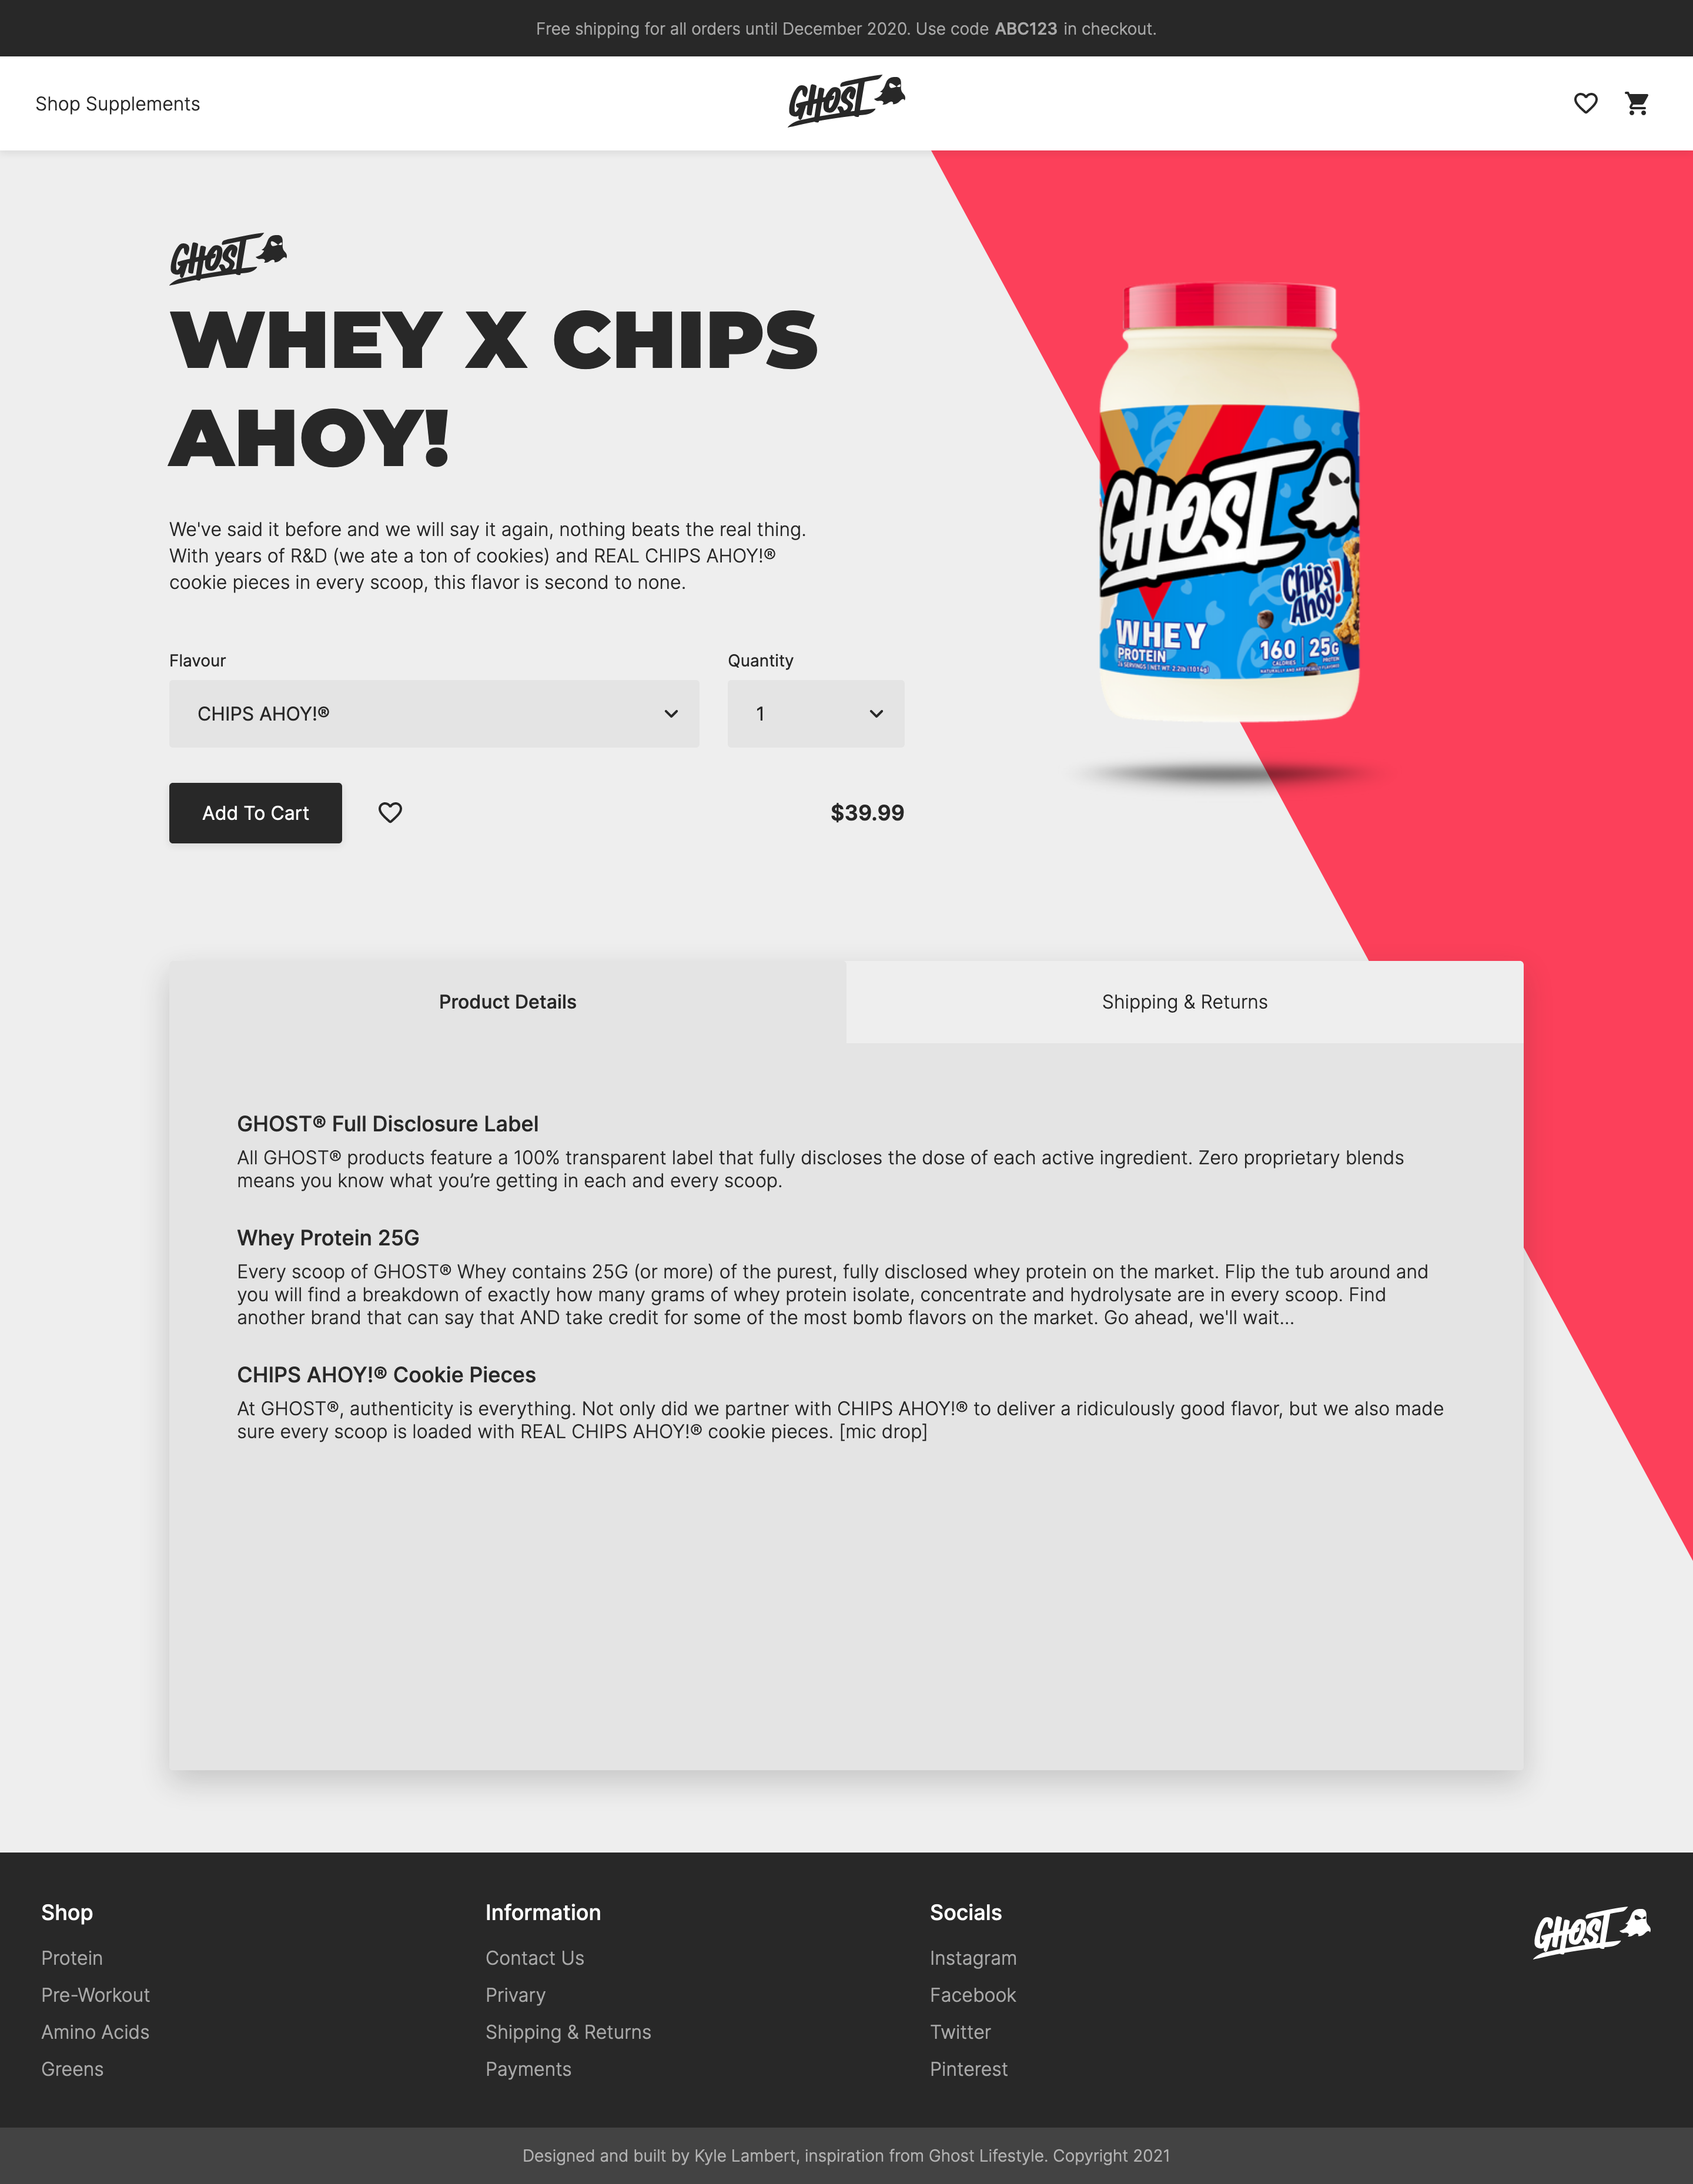 Free shipping for all orders until December 2020. Use code ABC123 in checkout.
Shop Supplements
GHOST
GHOST
WHEY X CHIPS
AHOY!
We've said it before and we will say it again, nothing beats the real thing.
With years of R&D (we ate a ton of cookies) and REAL CHIPS AHOY!®
cookie pieces in every scoop, this flavor is second to none.
Flavour
Quantity
CHIPS AHOY!®
1
Add To Cart
$39.99
GHOST
Chips
Ahoy!
WHEY
PROTEIN
26 SERVINGS | NET WT. 2.2lb (1016g)
160
CALORIES
25G
PROTEIN
NATURALLY AND ARTIFICIALLY FLAVORED
Product Details
Shipping & Returns
GHOST® Full Disclosure Label
All GHOST® products feature a 100% transparent label that fully discloses the dose of each active ingredient. Zero proprietary blends
means you know what you’re getting in each and every scoop.
Whey Protein 25G
Every scoop of GHOST® Whey contains 25G (or more) of the purest, fully disclosed whey protein on the market. Flip the tub around and
you will find a breakdown of exactly how many grams of whey protein isolate, concentrate and hydrolysate are in every scoop. Find
another brand that can say that AND take credit for some of the most bomb flavors on the market. Go ahead, we'll wait...
CHIPS AHOY!® Cookie Pieces
At GHOST®, authenticity is everything. Not only did we partner with CHIPS AHOY!® to deliver a ridiculously good flavor, but we also made
sure every scoop is loaded with REAL CHIPS AHOY!® cookie pieces. [mic drop]
Shop
Protein
Pre-Workout
Amino Acids
Greens
Information
Contact Us
Privary
Shipping & Returns
Payments
Socials
Instagram
Facebook
Twitter
Pinterest
GHOST
Designed and built by Kyle Lambert, inspiration from Ghost Lifestyle. Copyright 2021